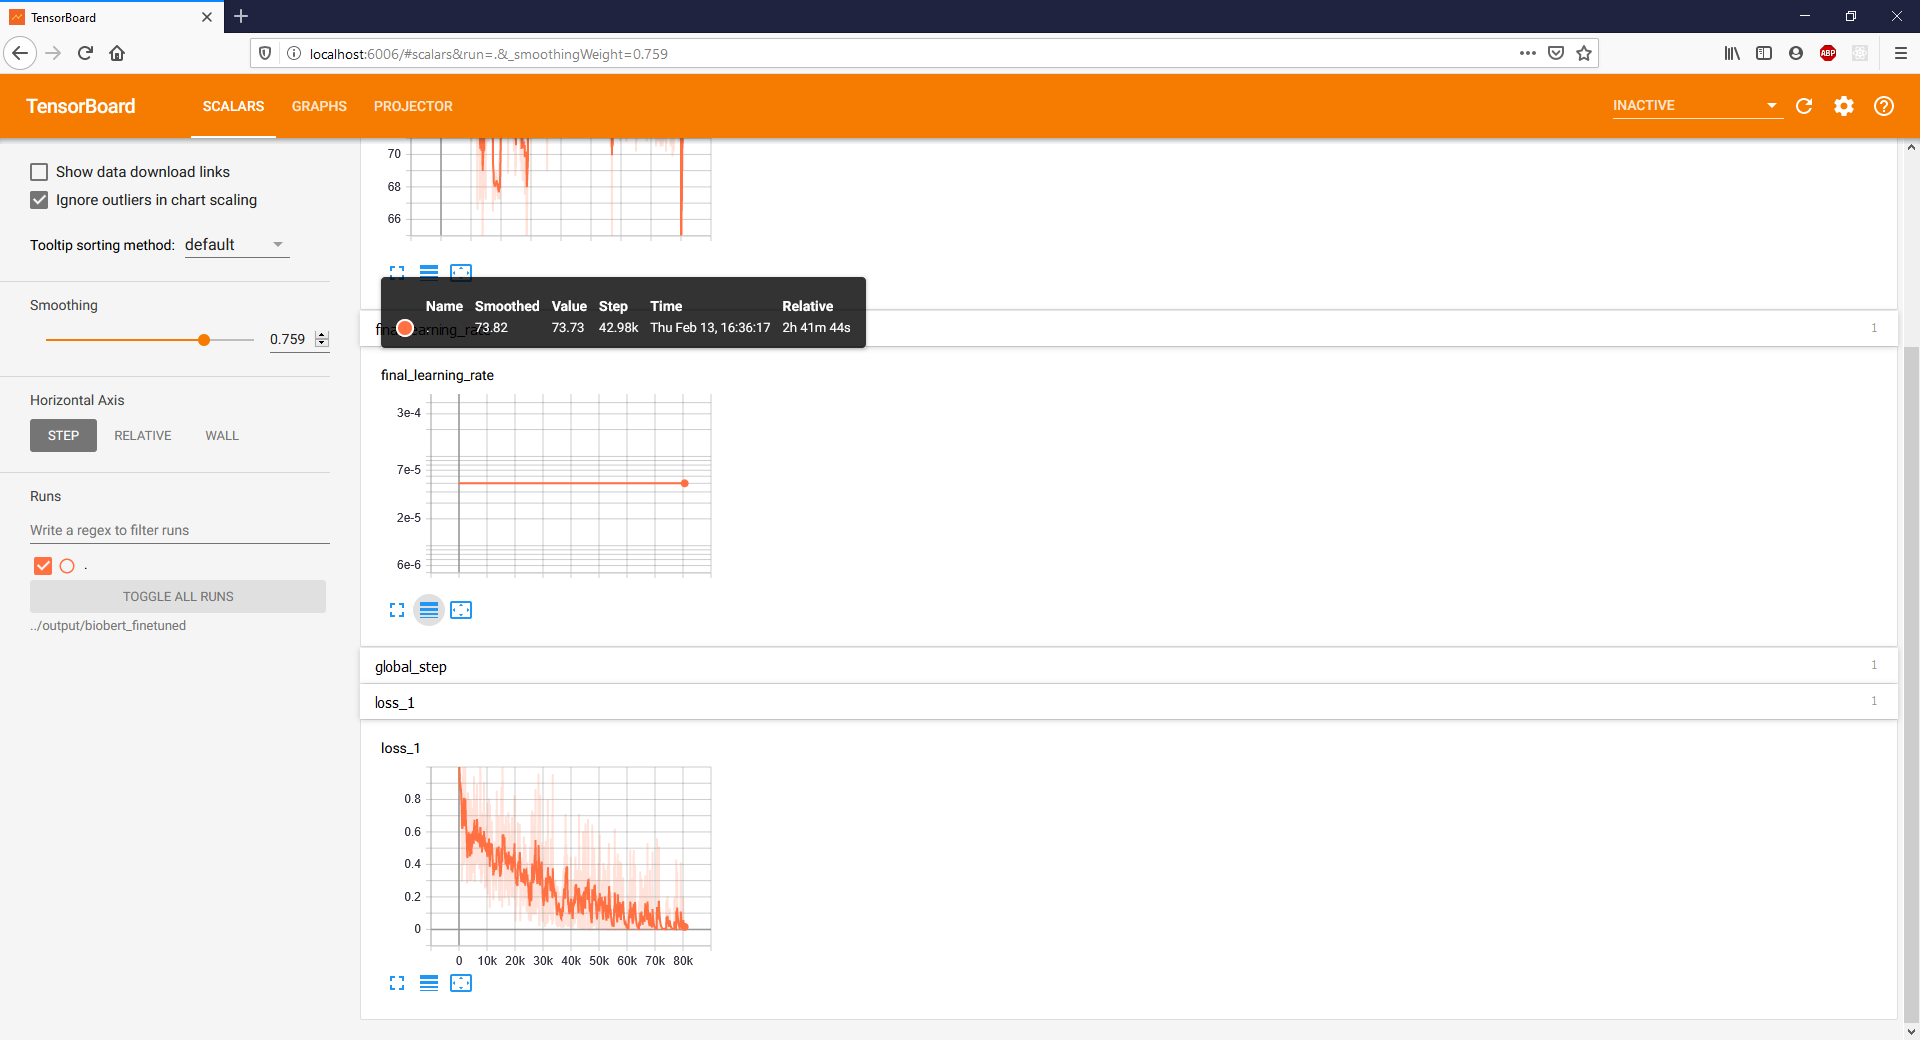 TensorBoard
localhost:6006/#scalars&run=.&_smoothingWeight=0.759
ABP
TensorBoard
SCALARS
GRAPHS
PROJECTOR
INACTIVE
Show data download links
Ignore outliers in chart scaling
Tooltip sorting method: default
Smoothing
0.759
Horizontal Axis
STEP
RELATIVE
WALL
Runs
Write a regex to filter runs
.
TOGGLE ALL RUNS
../output/biobert_finetuned
70
68
66
Name Smoothed Value Step Time Relative
. 73.82 73.73 42.98k Thu Feb 13, 16:36:17 2h 41m 44s
final_learning_rate
1
final_learning_rate
3e-4
7e-5
2e-5
6e-6
global_step
1
loss_1
1
loss_1
0.8
0.6
0.4
0.2
0
0 10k 20k 30k 40k 50k 60k 70k 80k